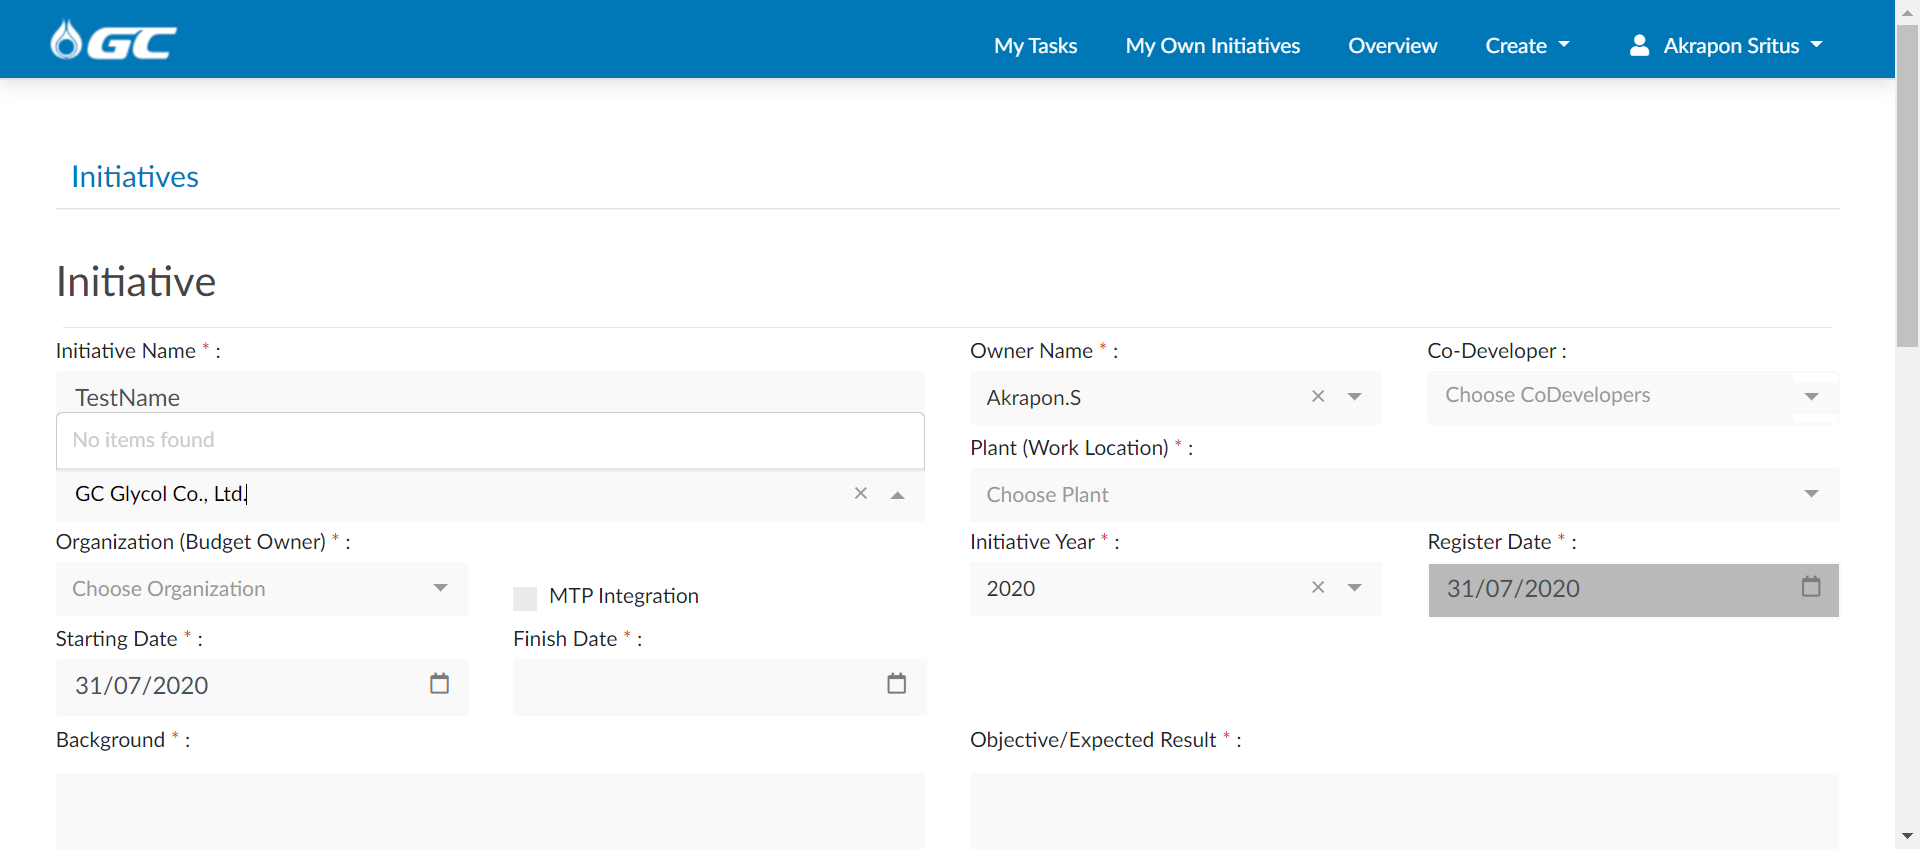 GC
My Tasks
My Own Initiatives
Overview
Create
Akrapon Sritus
Initiatives
Initiative
Initiative Name * :
Owner Name * :
Co-Developer :
TestName
Akrapon.S
Choose CoDevelopers
No items found
Plant (Work Location) * :
GC Glycol Co., Ltd.
Choose Plant
Organization (Budget Owner) * :
Initiative Year * :
Register Date * :
Choose Organization
MTP Integration
2020
31/07/2020
Starting Date * :
Finish Date * :
31/07/2020
Background * :
Objective/Expected Result * :